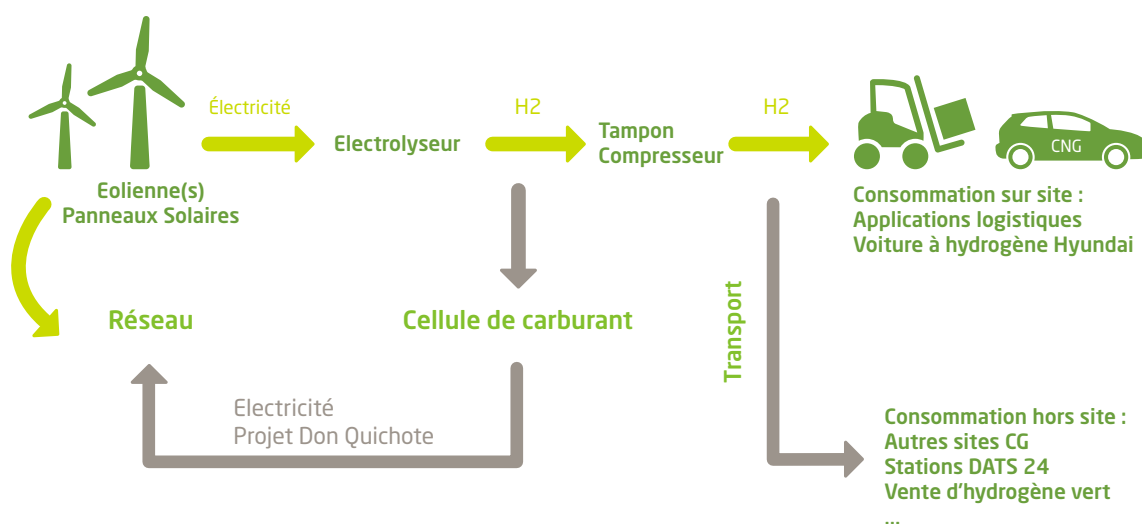 Électricité
H2
H2
Electrolyseur
Tampon
Compresseur
CNG
Eolienne(s)
Panneaux Solaires
Consommation sur site :
Applications logistiques
Voiture à hydrogène Hyundai
Réseau
Cellule de carburant
Transport
Electricité
Projet Don Quichote
Consommation hors site :
Autres sites CG
Stations DATS 24
Vente d'hydrogène vert
...